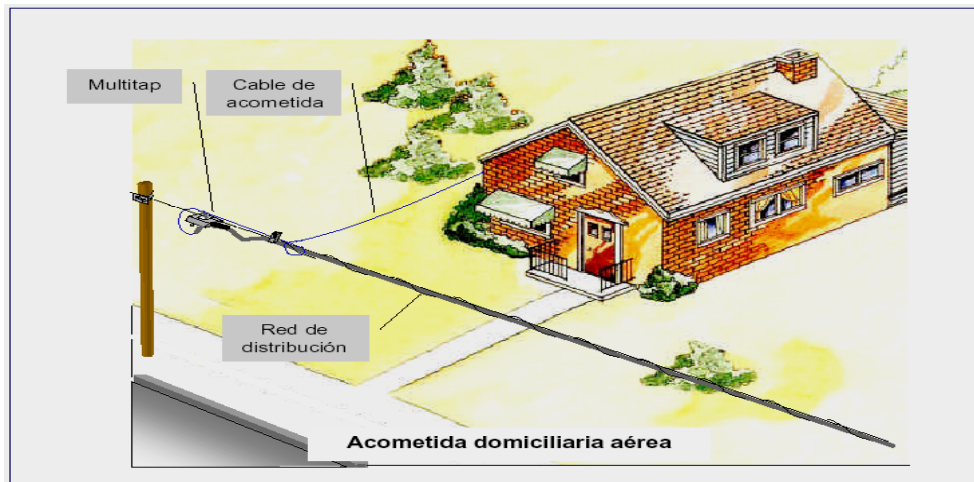 Multitap
Cable de
acometida
Red de
distribución
Acometida domiciliaria aérea